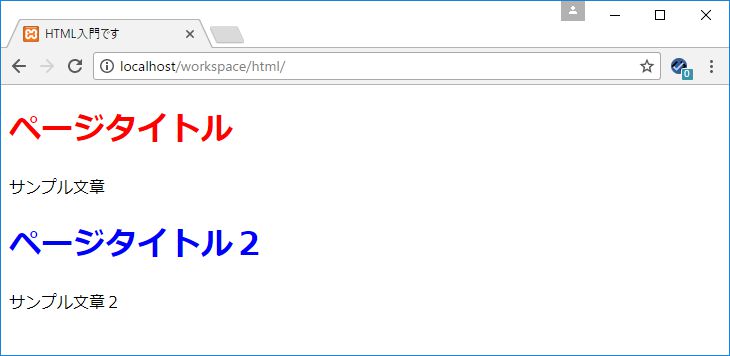 HTML入門です
localhost/workspace/html/
0
ページタイトル
サンプル文章
ページタイトル２
サンプル文章２